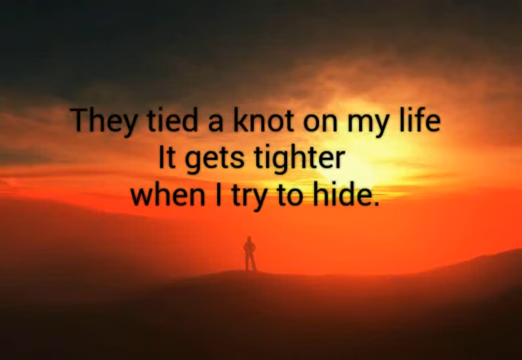 They tied a knot on my life
It gets tighter
when I try to hide.